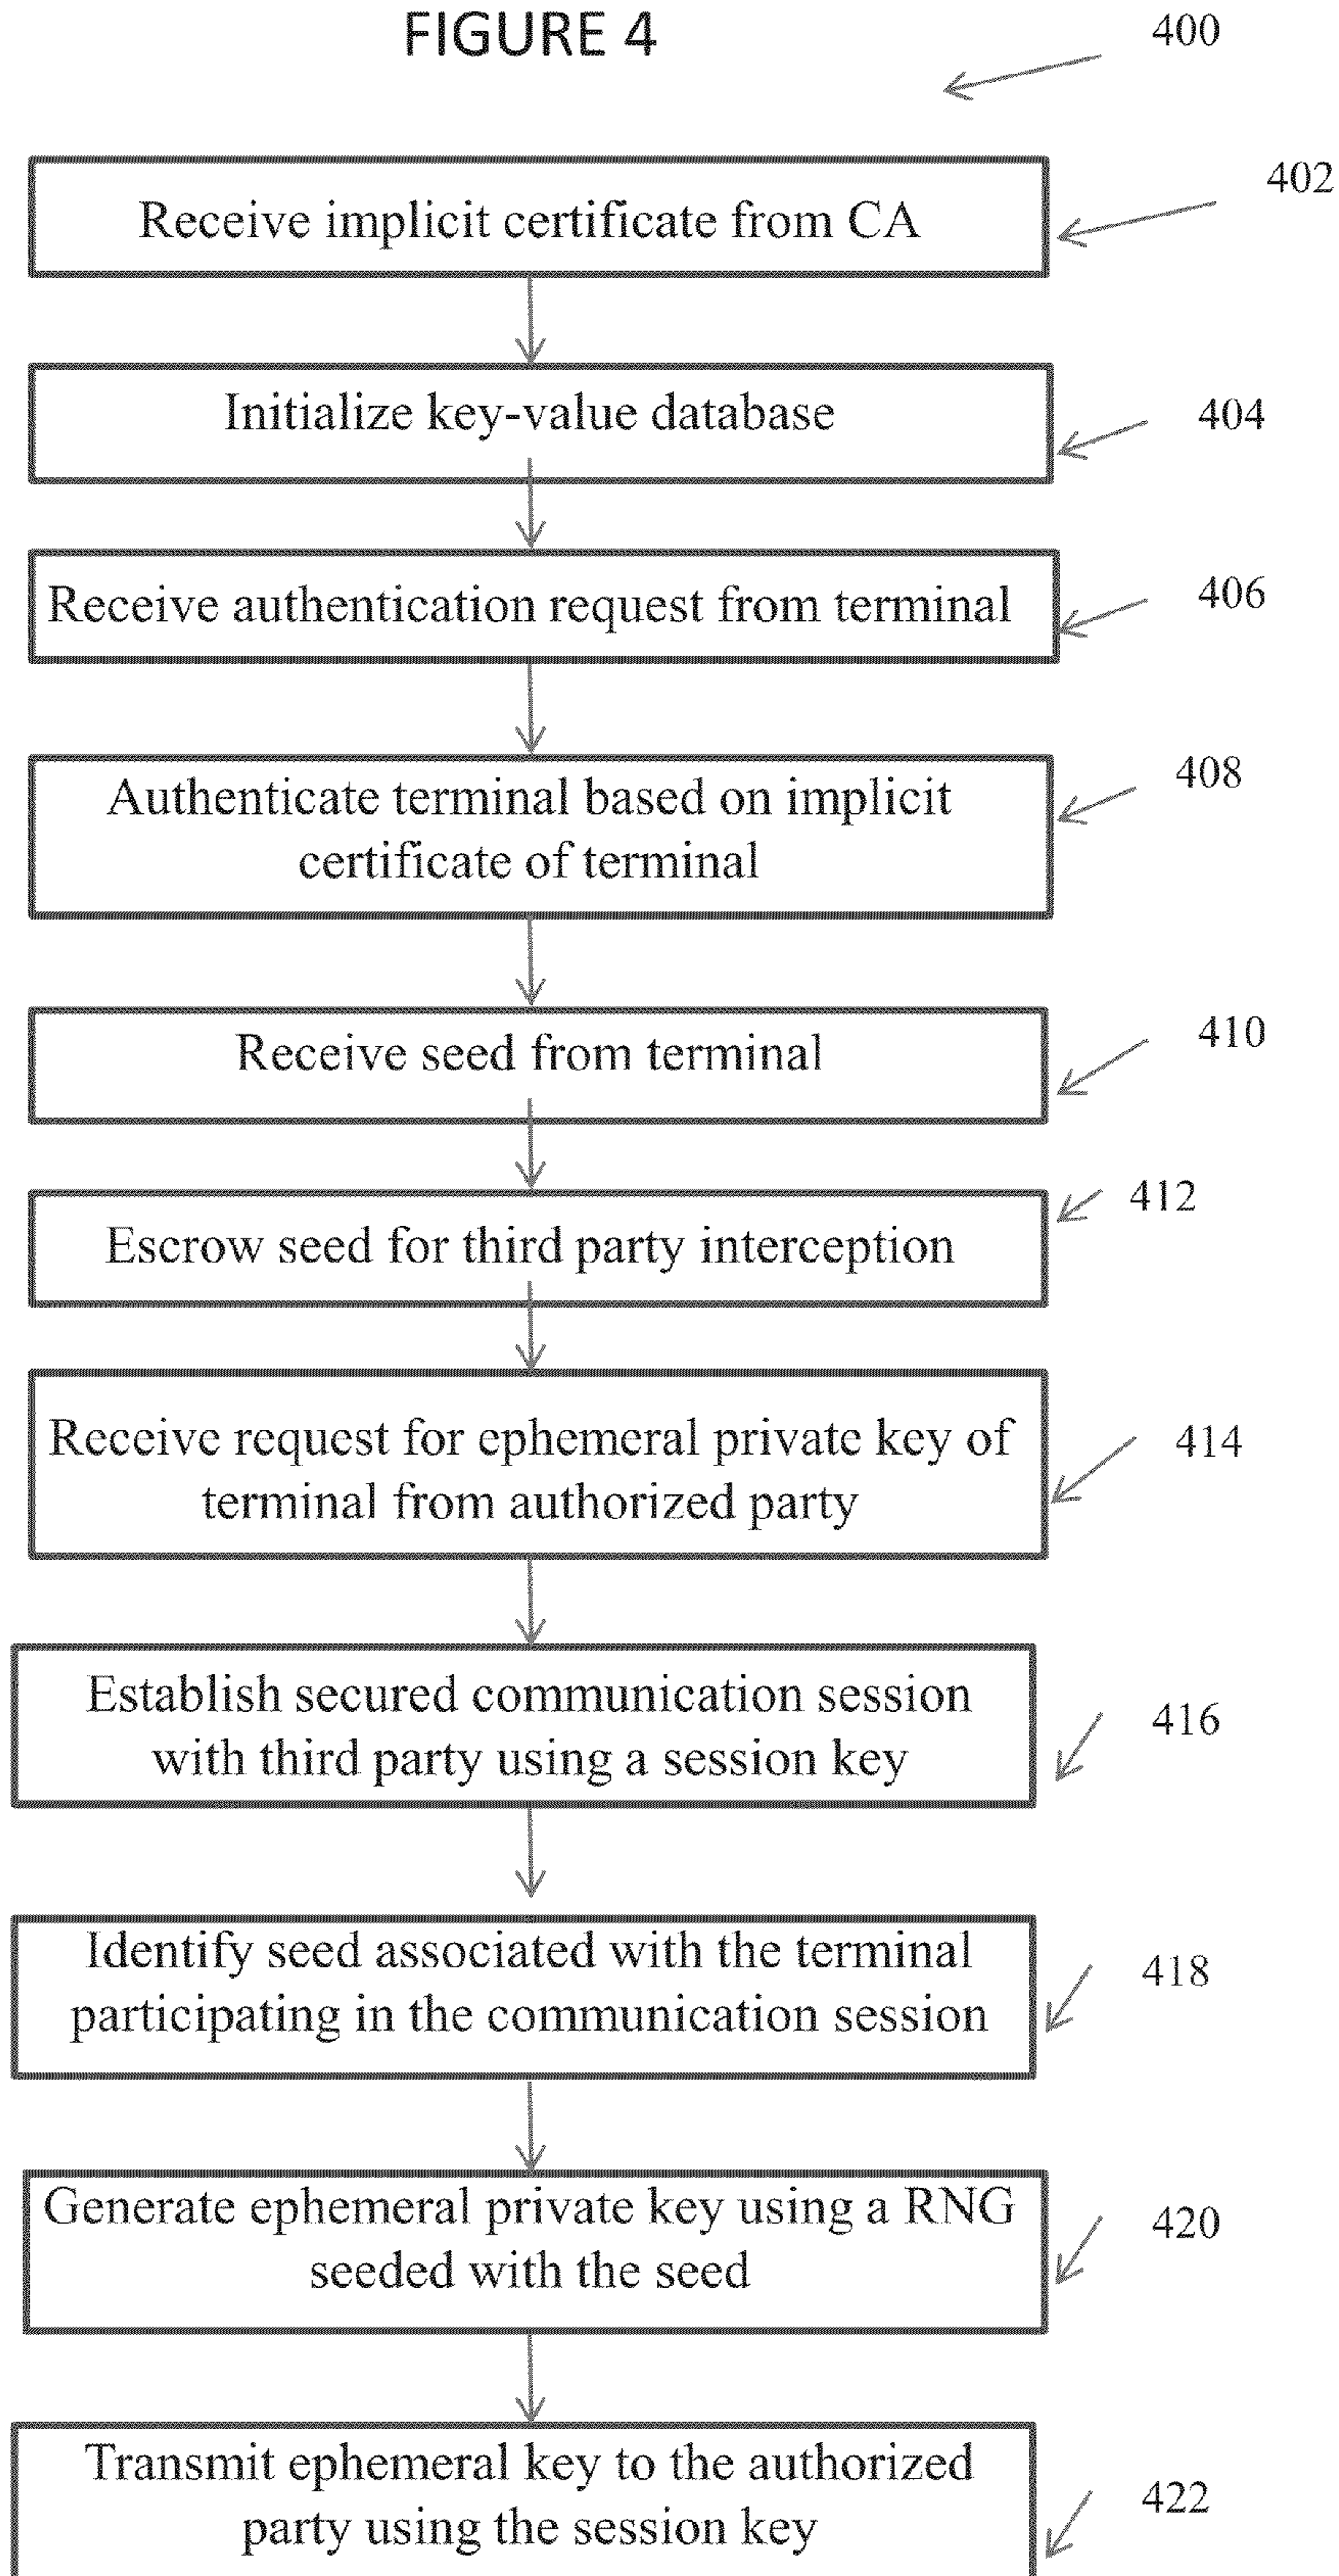 FIGURE 4
400
Receive implicit certificate from CA
402
Initialize key-value database
404
Receive authentication request from terminal
406
Authenticate terminal based on implicit
certificate of terminal
408
Receive seed from terminal
410
Escrow seed for third party interception
412
Receive request for ephemeral private key of
terminal from authorized party
414
Establish secured communication session
with third party using a session key
416
Identify seed associated with the terminal
participating in the communication session
418
Generate ephemeral private key using a RNG
seeded with the seed
420
Transmit ephemeral key to the authorized
party using the session key
422